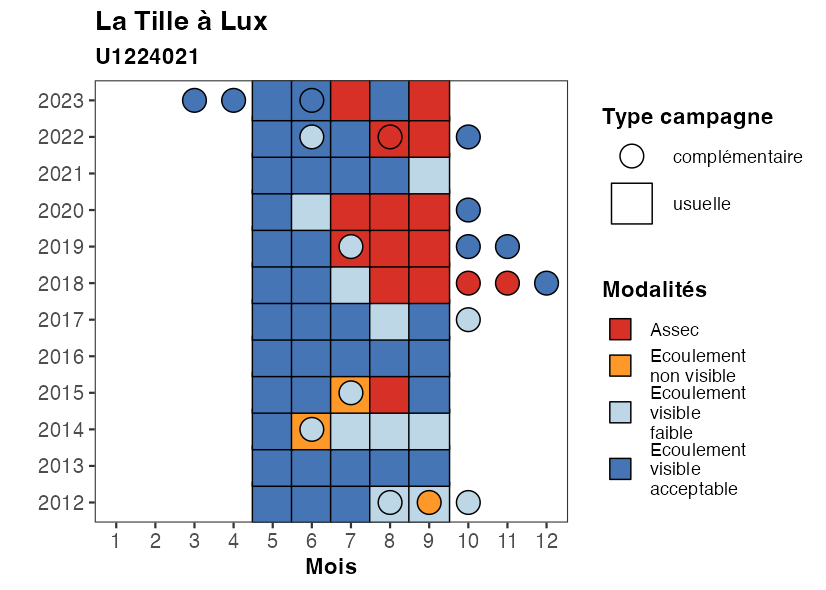 La Tille à Lux
U1224021
2023
2022
2021
2020
2019
2018
2017
2016
2015
2014
2013
2012
1 2 3 4 5 6 7 8 9 10 11 12
Mois
Type campagne
complémentaire
usuelle
Modalités
Assec
Ecoulement
non visible
Ecoulement
visible
faible
Ecoulement
visible
acceptable